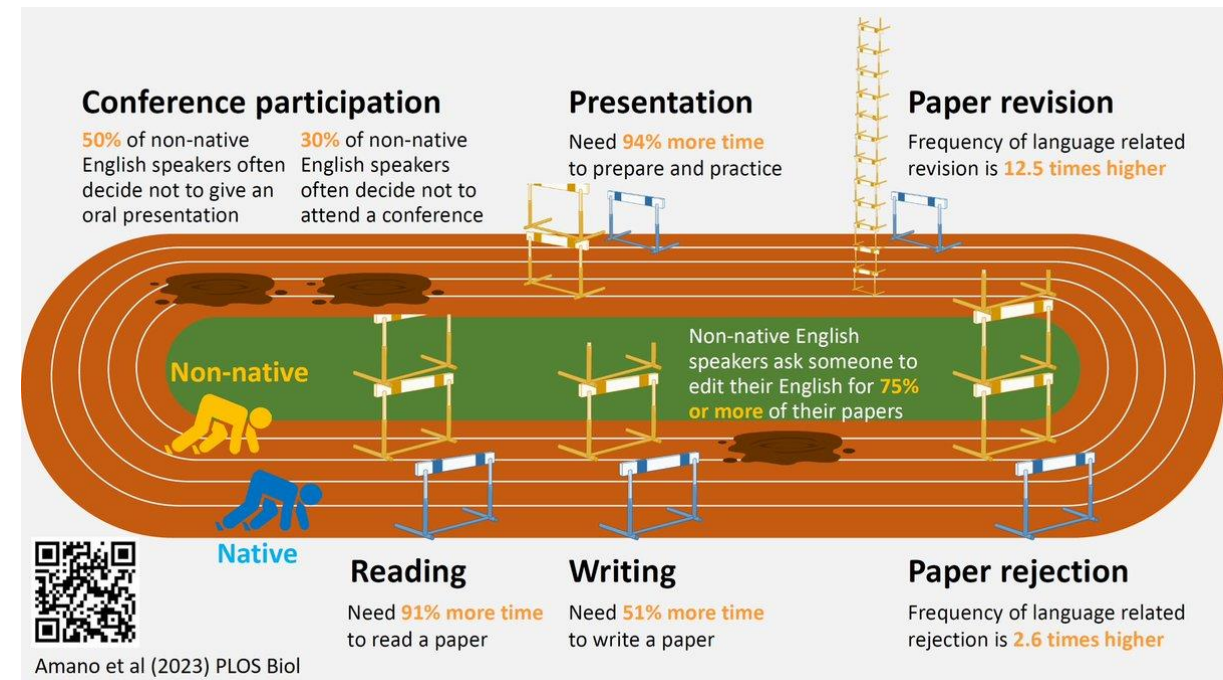 Conference participation
50% of non-native
English speakers often
decide not to give an
oral presentation
30% of non-native
English speakers
often decide not to
attend a conference
Presentation
Need 94% more time
to prepare and practice
Paper revision
Frequency of language related
revision is 12.5 times higher
Non-native
Native
Non-native English
speakers ask someone to
edit their English for 75%
or more of their papers
Reading
Need 91% more time
to read a paper
Writing
Need 51% more time
to write a paper
Paper rejection
Frequency of language related
rejection is 2.6 times higher
Amano et al (2023) PLOS Biol